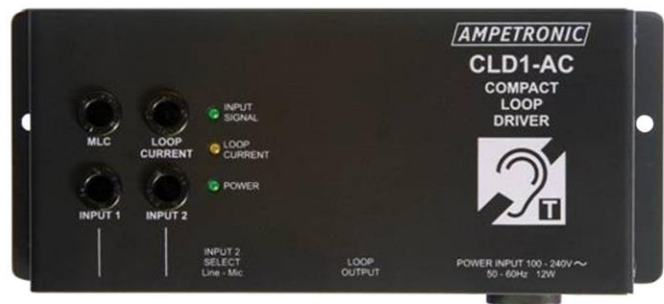 AMPETRONIC
CLD1-AC
COMPACT
LOOP
DRIVER
T
MLC
LOOP
CURRENT
INPUT
SIGNAL
LOOP
CURRENT
POWER
INPUT 1
INPUT 2
INPUT 2
SELECT
Line - Mic
LOOP
OUTPUT
POWER INPUT 100 - 240V ~
50 - 60Hz 12W